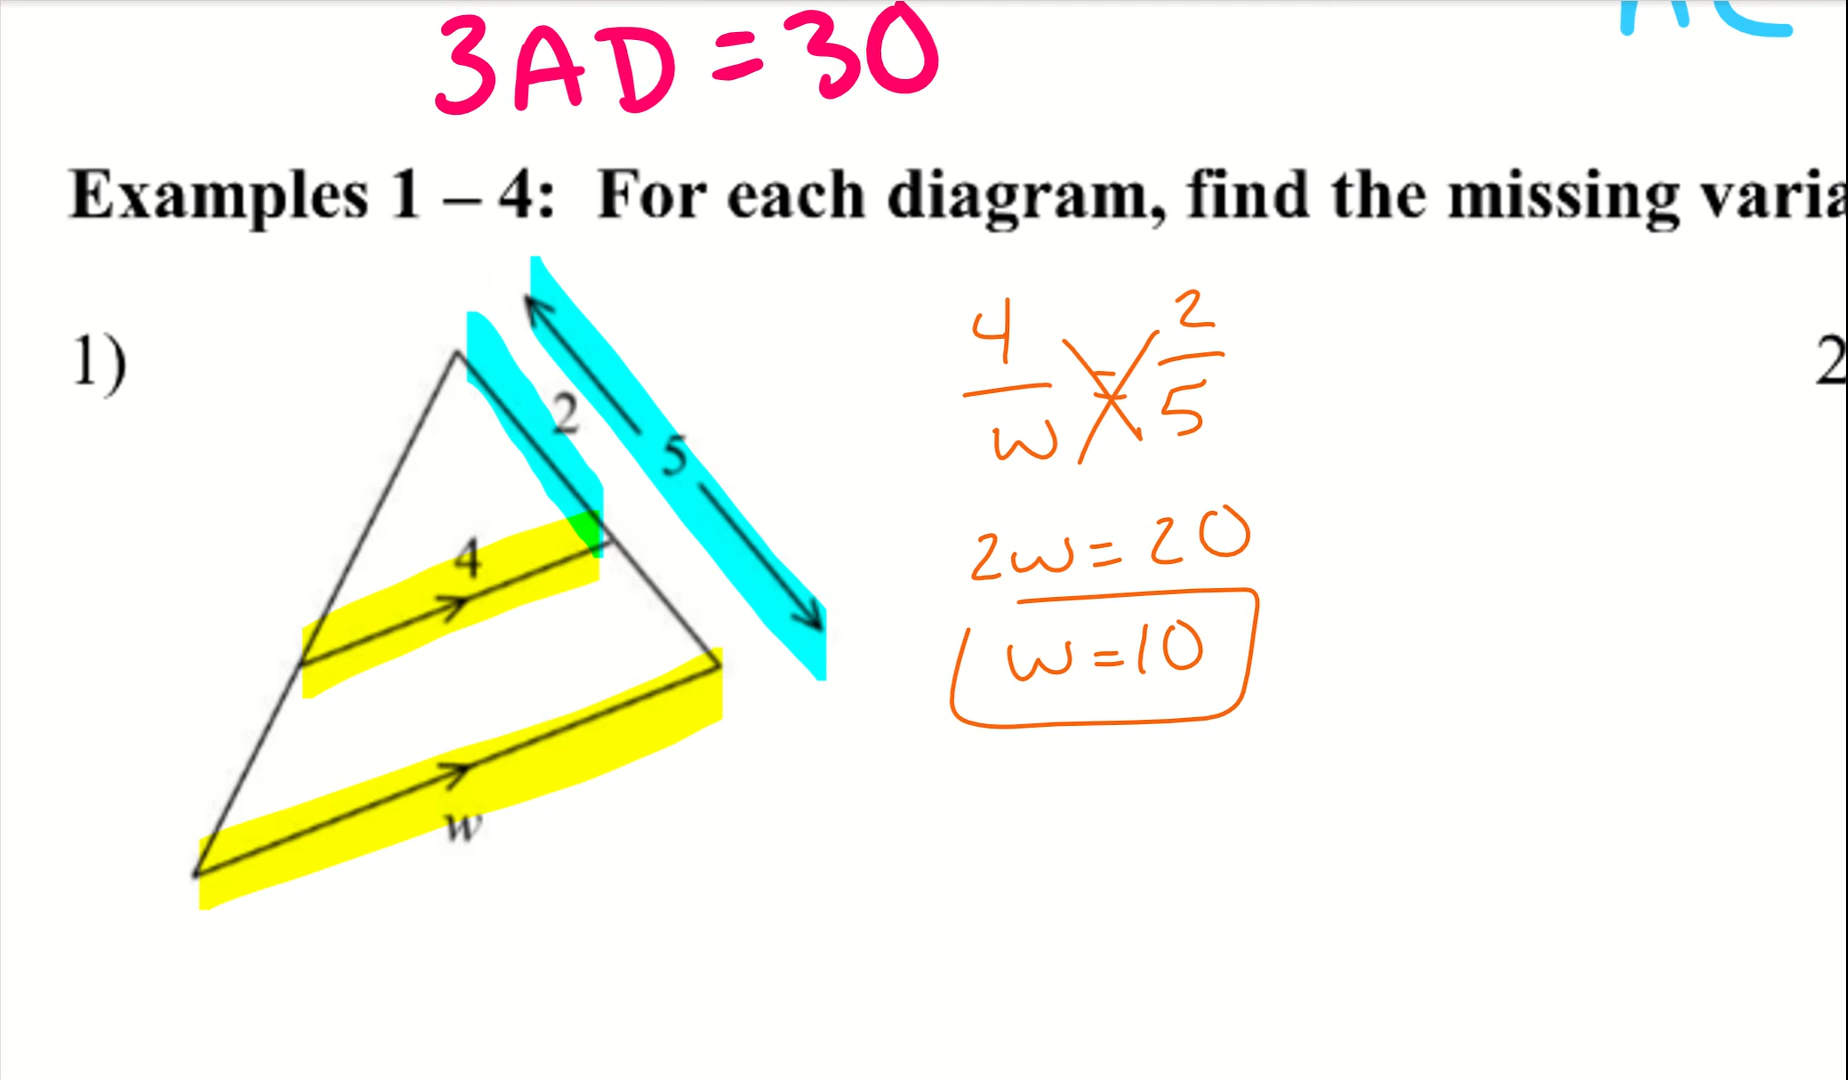 3AD = 30
Examples 1 – 4: For each diagram, find the missing
1)
2
5
4
w
4/w = 2/5
2w = 20
w = 10
2